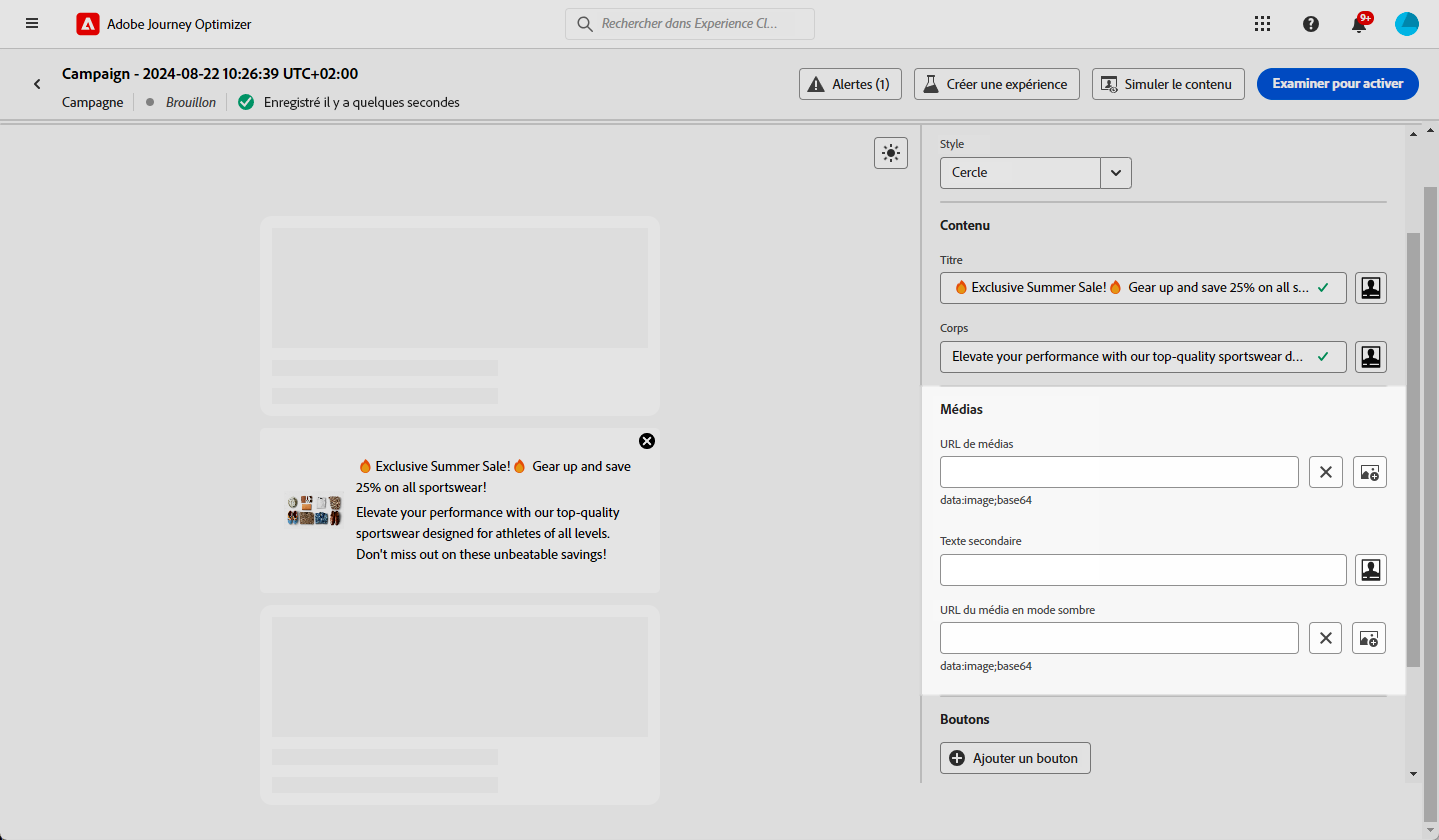 Adobe Journey Optimizer
Rechercher dans Experience Cl...
9+
Campaign - 2024-08-22 10:26:39 UTC+02:00
Campagne
Brouillon
Enregistré il y a quelques secondes
Alertes (1)
Créer une expérience
Simuler le contenu
Examiner pour activer
🔥 Exclusive Summer Sale!🔥 Gear up and save
25% on all sportswear!
Elevate your performance with our top-quality
sportswear designed for athletes of all levels.
Don't miss out on these unbeatable savings!
Style
Cercle
Contenu
Titre
🔥 Exclusive Summer Sale!🔥 Gear up and save 25% on all s...
Corps
Elevate your performance with our top-quality sportswear d...
Médias
URL de médias
data:image;base64
Texte secondaire
URL du média en mode sombre
data:image;base64
Boutons
Ajouter un bouton